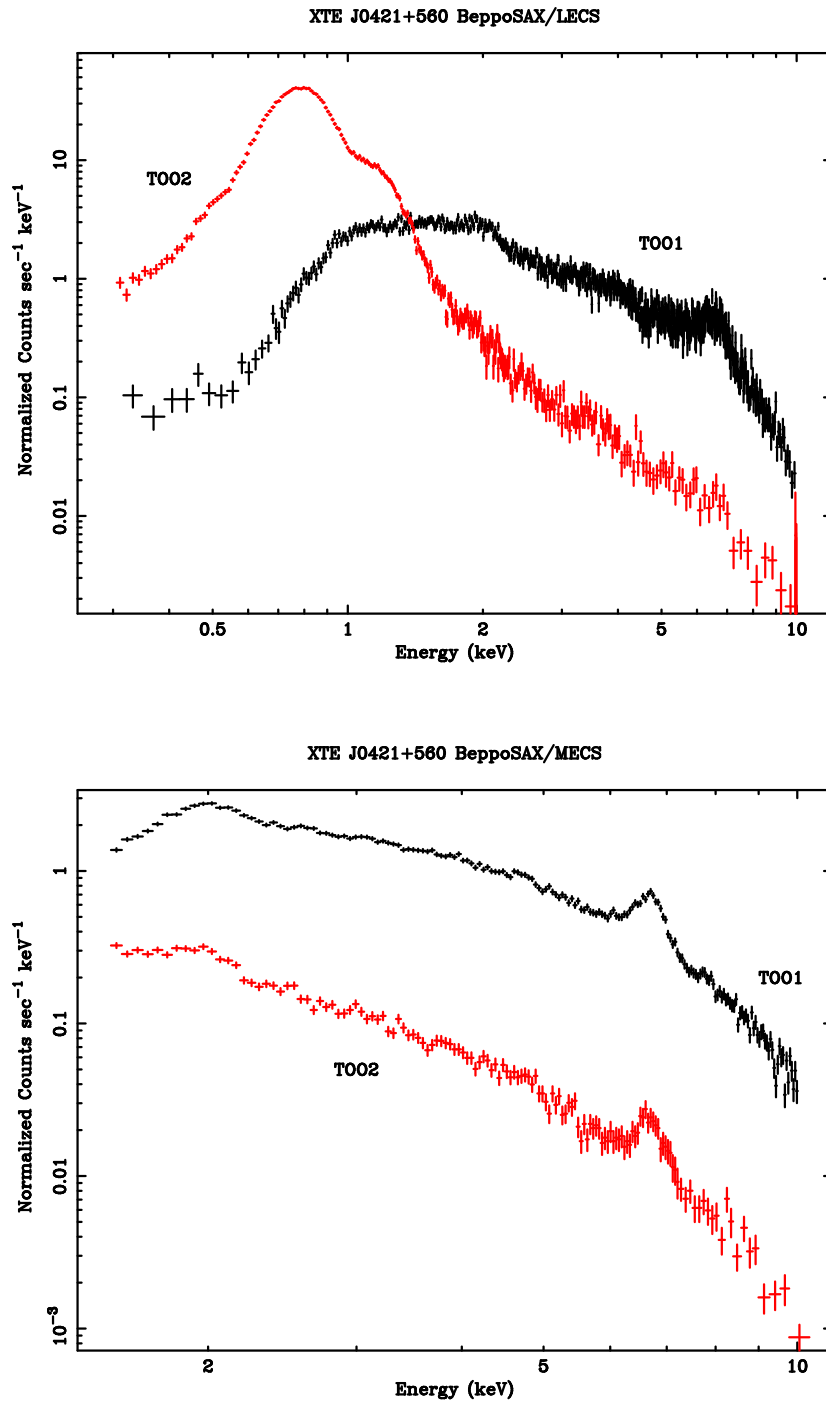 XTE J0421+560 BeppoSAX/LECS
Normalized Counts sec⁻¹ keV⁻¹
10
1
0.1
0.01
TOO2
TOO1
0.5 1 2 5 10
Energy (keV)
XTE J0421+560 BeppoSAX/MECS
Normalized Counts sec⁻¹ keV⁻¹
1
0.1
0.01
10⁻³
TOO1
TOO2
2 5 10
Energy (keV)